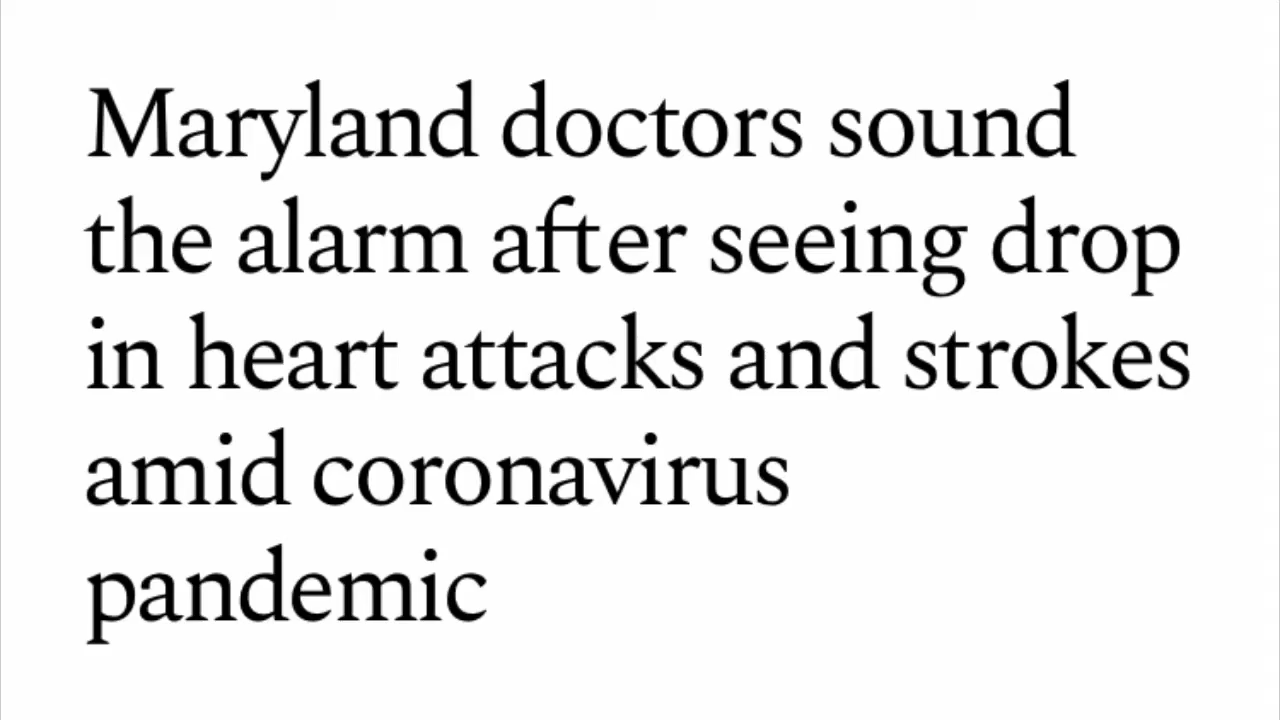 Maryland doctors sound
the alarm after seeing drop
in heart attacks and strokes
amid coronavirus
pandemic